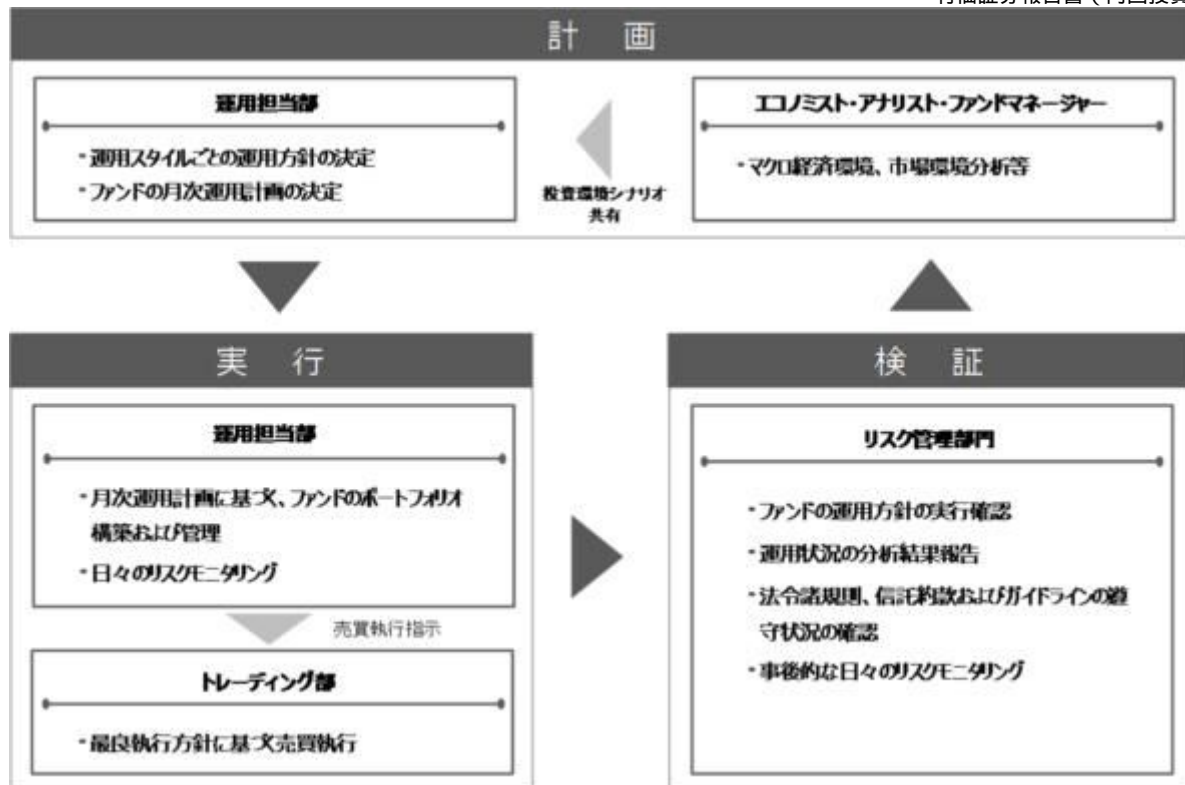 計 画
運用担当部
・運用スタイルごとの運用方針の決定
・ファンドの月次運用計画の決定
投資環境シナリオ
共有
エコノミスト・アナリスト・ファンドマネージャー
・マクロ経済環境、市場環境分析等
実 行
運用担当部
・月次運用計画に基づく、ファンドのポートフォリオ
構築および管理
・日々のリスクモニタリング
売買執行指示
トレーディング部
・最良執行方針に基づく売買執行
検 証
リスク管理部門
・ファンドの運用方針の実行確認
・運用状況の分析結果報告
・法令諸規則、信託約款およびガイドラインの遵
守状況の確認
・事後的な日々のリスクモニタリング